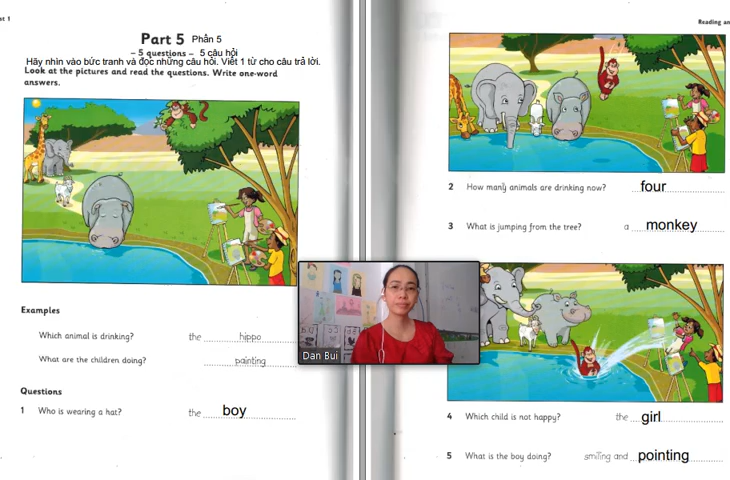 Part 5 Phần 5
– 5 questions – 5 câu hỏi
Hãy nhìn vào bức tranh và đọc những câu hỏi. Viết 1 từ cho câu trả lời.
Look at the pictures and read the questions. Write one-word
answers.
Examples
Which animal is drinking? the hippo
What are the children doing? painting
Questions
1 Who is wearing a hat? the boy
Reading an
2 How many animals are drinking now? four
3 What is jumping from the tree? a monkey
Dan Bui
4 Which child is not happy? the girl
5 What is the boy doing? smiling and pointing